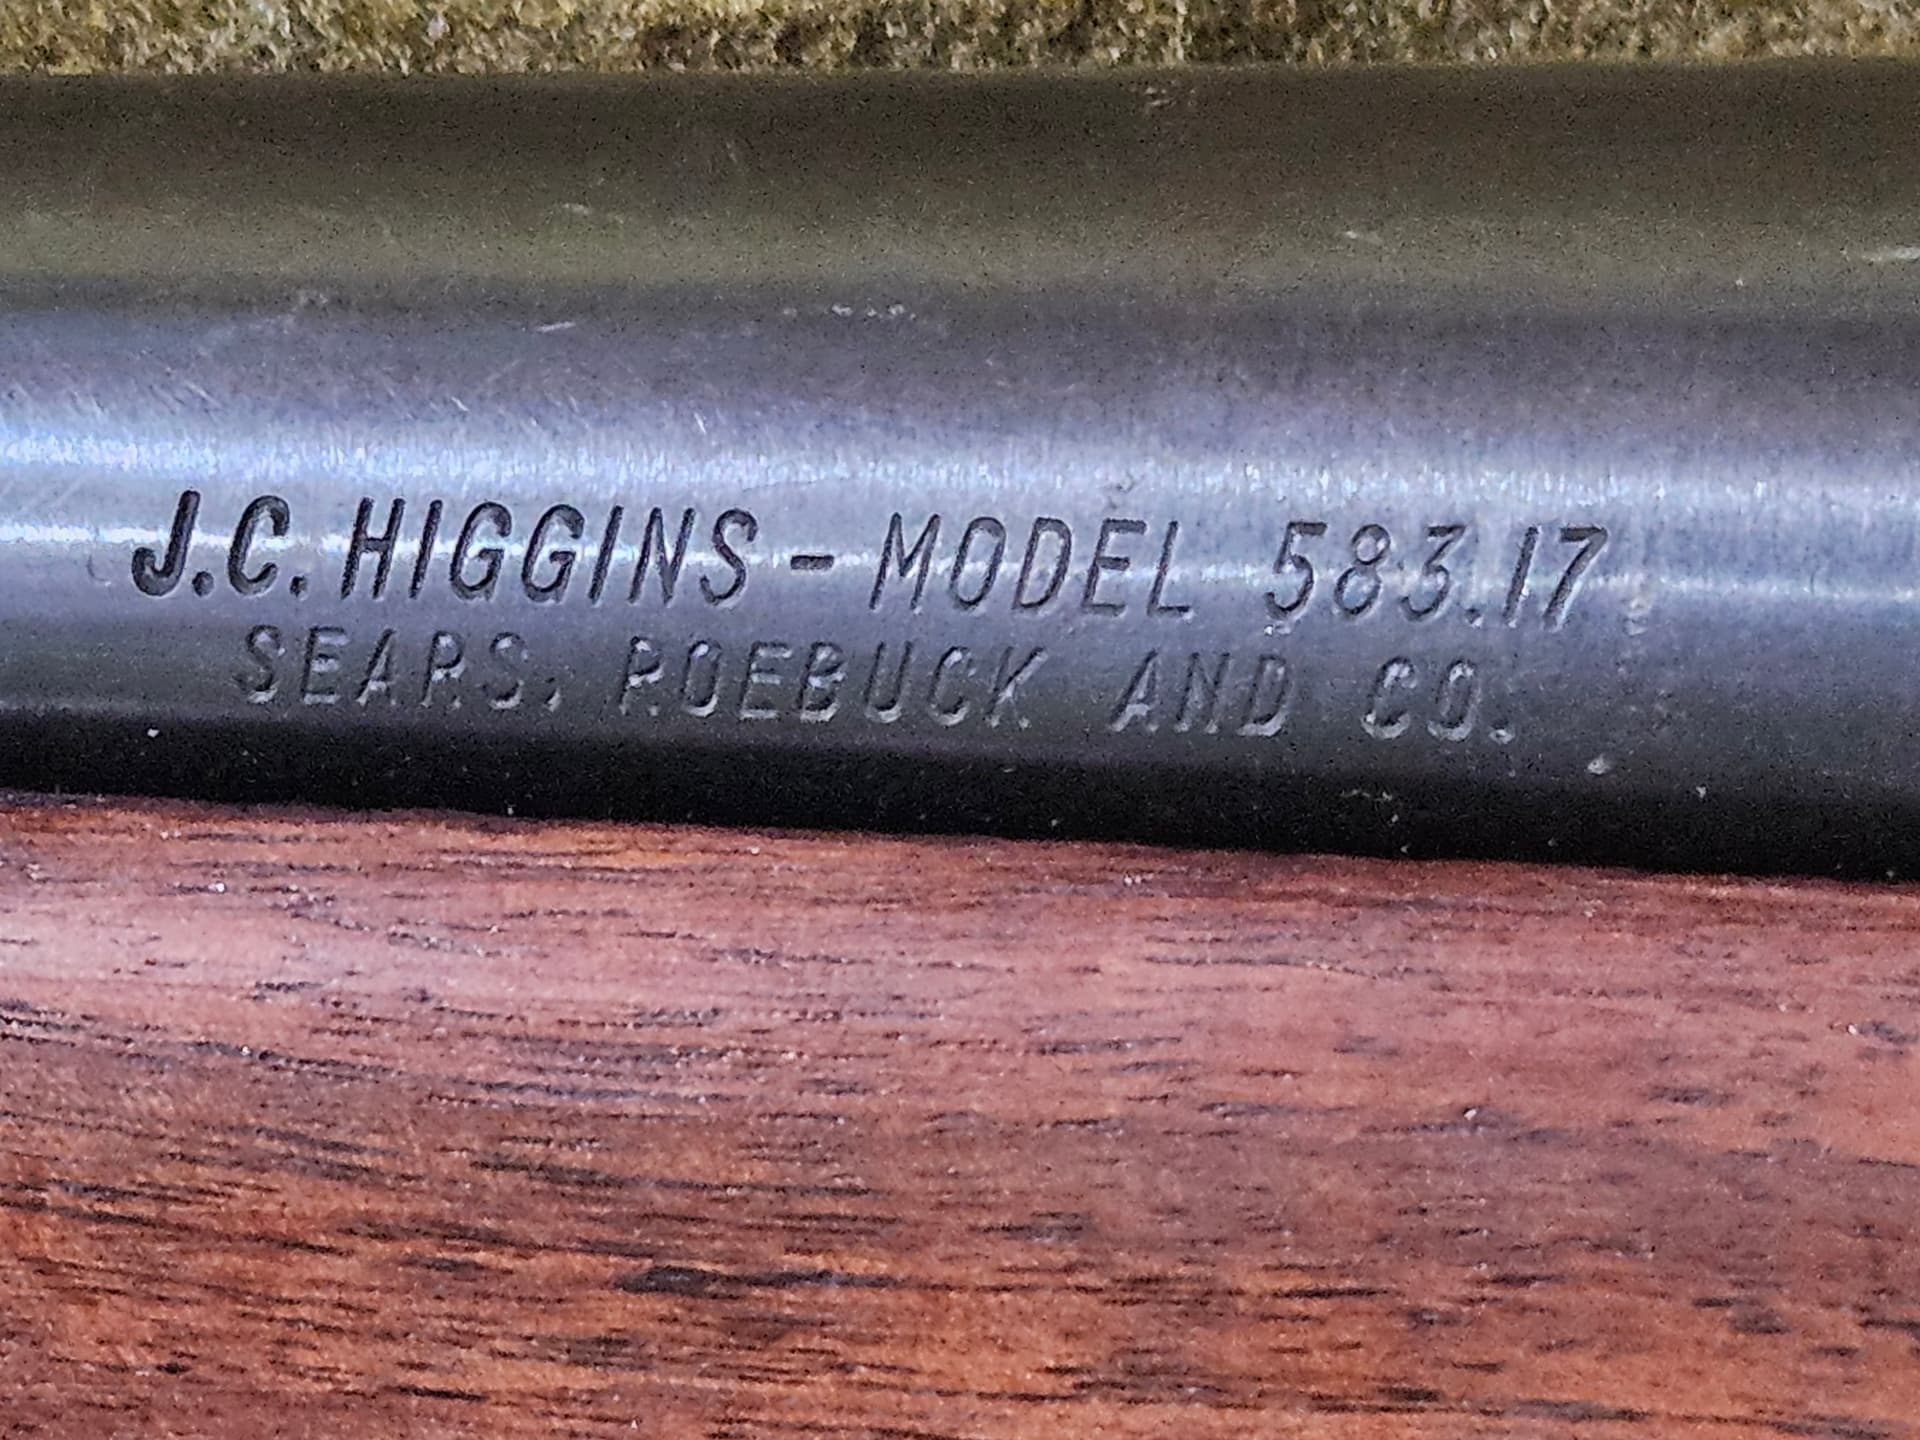 J.C. HIGGINS - MODEL 583.17
SEARS, ROEBUCK AND CO.